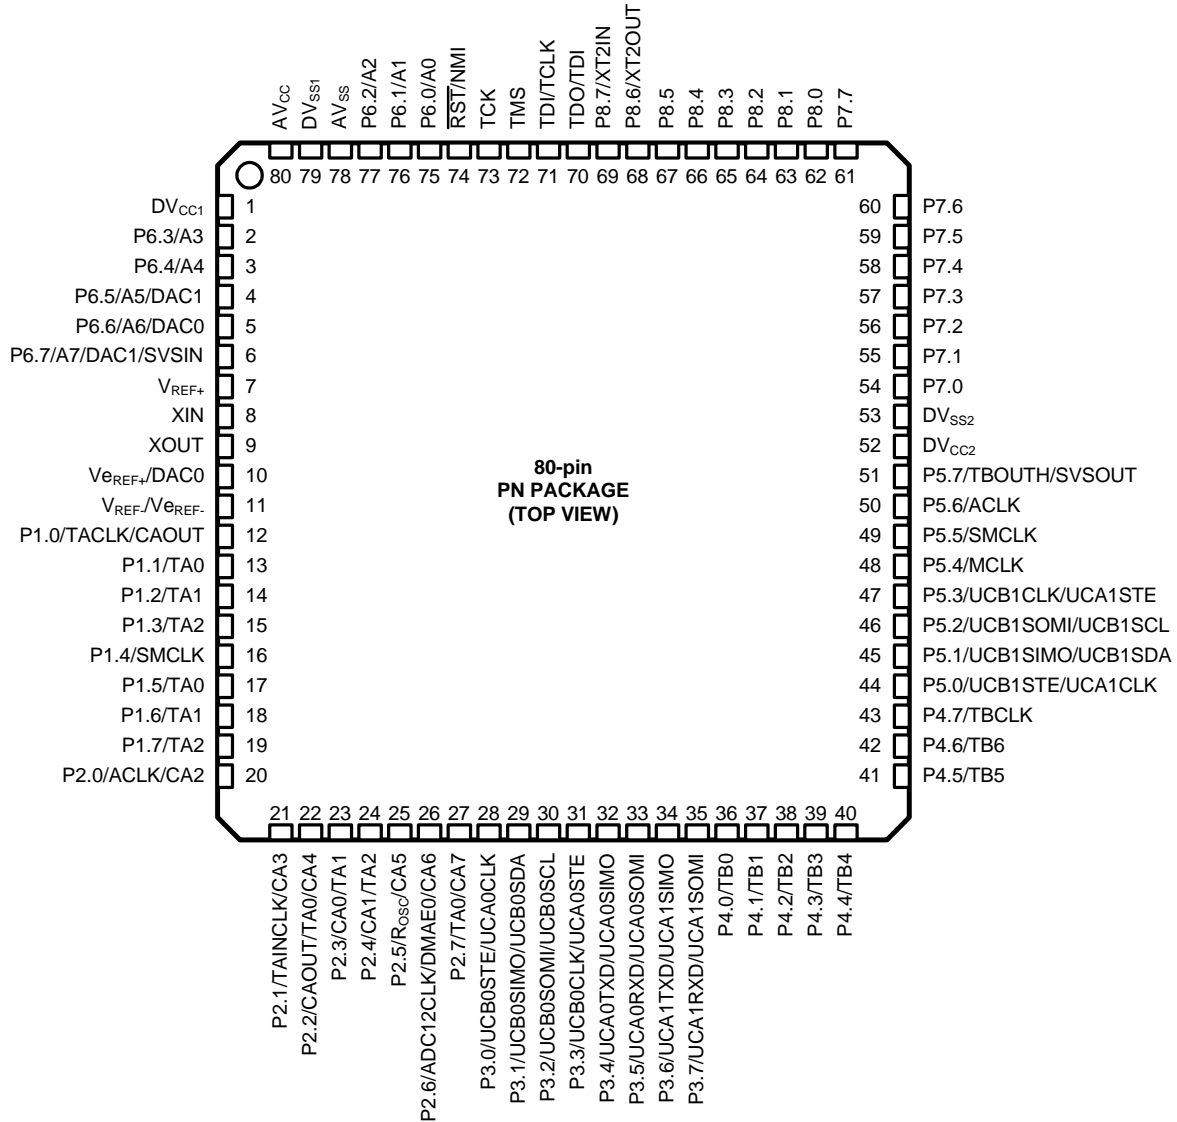 AVCC
DVSS1
AVSS
P6.2/A2
P6.1/A1
P6.0/A0
RST/NMI
TCK
TMS
TDI/TCLK
TDO/TDI
P8.7/XT2IN
P8.6/XT2OUT
P8.5
P8.4
P8.3
P8.2
P8.1
P8.0
P7.7
80 79 78 77 76 75 74 73 72 71 70 69 68 67 66 65 64 63 62 61
DVCC1 1
P6.3/A3 2
P6.4/A4 3
P6.5/A5/DAC1 4
P6.6/A6/DAC0 5
P6.7/A7/DAC1/SVSIN 6
VREF+ 7
XIN 8
XOUT 9
VeREF+/DAC0 10
VREF-/VeREF- 11
P1.0/TACLK/CAOUT 12
P1.1/TA0 13
P1.2/TA1 14
P1.3/TA2 15
P1.4/SMCLK 16
P1.5/TA0 17
P1.6/TA1 18
P1.7/TA2 19
P2.0/ACLK/CA2 20
80-pin
PN PACKAGE
(TOP VIEW)
60 P7.6
59 P7.5
58 P7.4
57 P7.3
56 P7.2
55 P7.1
54 P7.0
53 DVSS2
52 DVCC2
51 P5.7/TBOUTH/SVSOUT
50 P5.6/ACLK
49 P5.5/SMCLK
48 P5.4/MCLK
47 P5.3/UCB1CLK/UCA1STE
46 P5.2/UCB1SOMI/UCB1SCL
45 P5.1/UCB1SIMO/UCB1SDA
44 P5.0/UCB1STE/UCA1CLK
43 P4.7/TBCLK
42 P4.6/TB6
41 P4.5/TB5
21 22 23 24 25 26 27 28 29 30 31 32 33 34 35 36 37 38 39 40
P2.1/TAINCLK/CA3
P2.2/CAOUT/TA0/CA4
P2.3/CA0/TA1
P2.4/CA1/TA2
P2.5/ROSC/CA5
P2.6/ADC12CLK/DMAE0/CA6
P2.7/TA0/CA7
P3.0/UCB0STE/UCA0CLK
P3.1/UCB0SIMO/UCB0SDA
P3.2/UCB0SOMI/UCB0SCL
P3.3/UCB0CLK/UCA0STE
P3.4/UCA0TXD/UCA0SIMO
P3.5/UCA0RXD/UCA0SOMI
P3.6/UCA1TXD/UCA1SIMO
P3.7/UCA1RXD/UCA1SOMI
P4.0/TB0
P4.1/TB1
P4.2/TB2
P4.3/TB3
P4.4/TB4